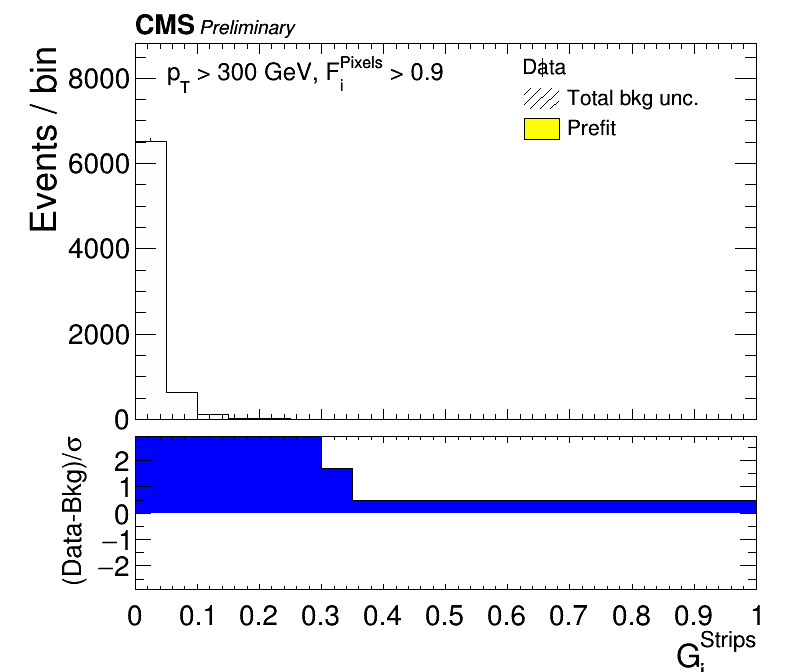 CMS Preliminary
p_T > 300 GeV, F_i^Pixels > 0.9
Data
Total bkg unc.
Prefit
Events / bin
8000
6000
4000
2000
0
(Data-Bkg)/σ
2
1
0
−1
−2
0 0.1 0.2 0.3 0.4 0.5 0.6 0.7 0.8 0.9 1
G_i^Strips